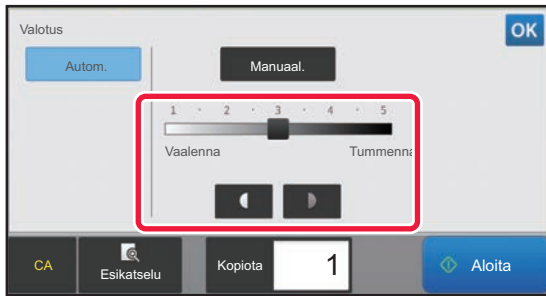 Valotus
OK
Autom.
Manuaal.
1 · 2 · 3 · 4 · 5
Vaalenna
Tummenna
CA
Esikatselu
Kopiota
1
Aloita